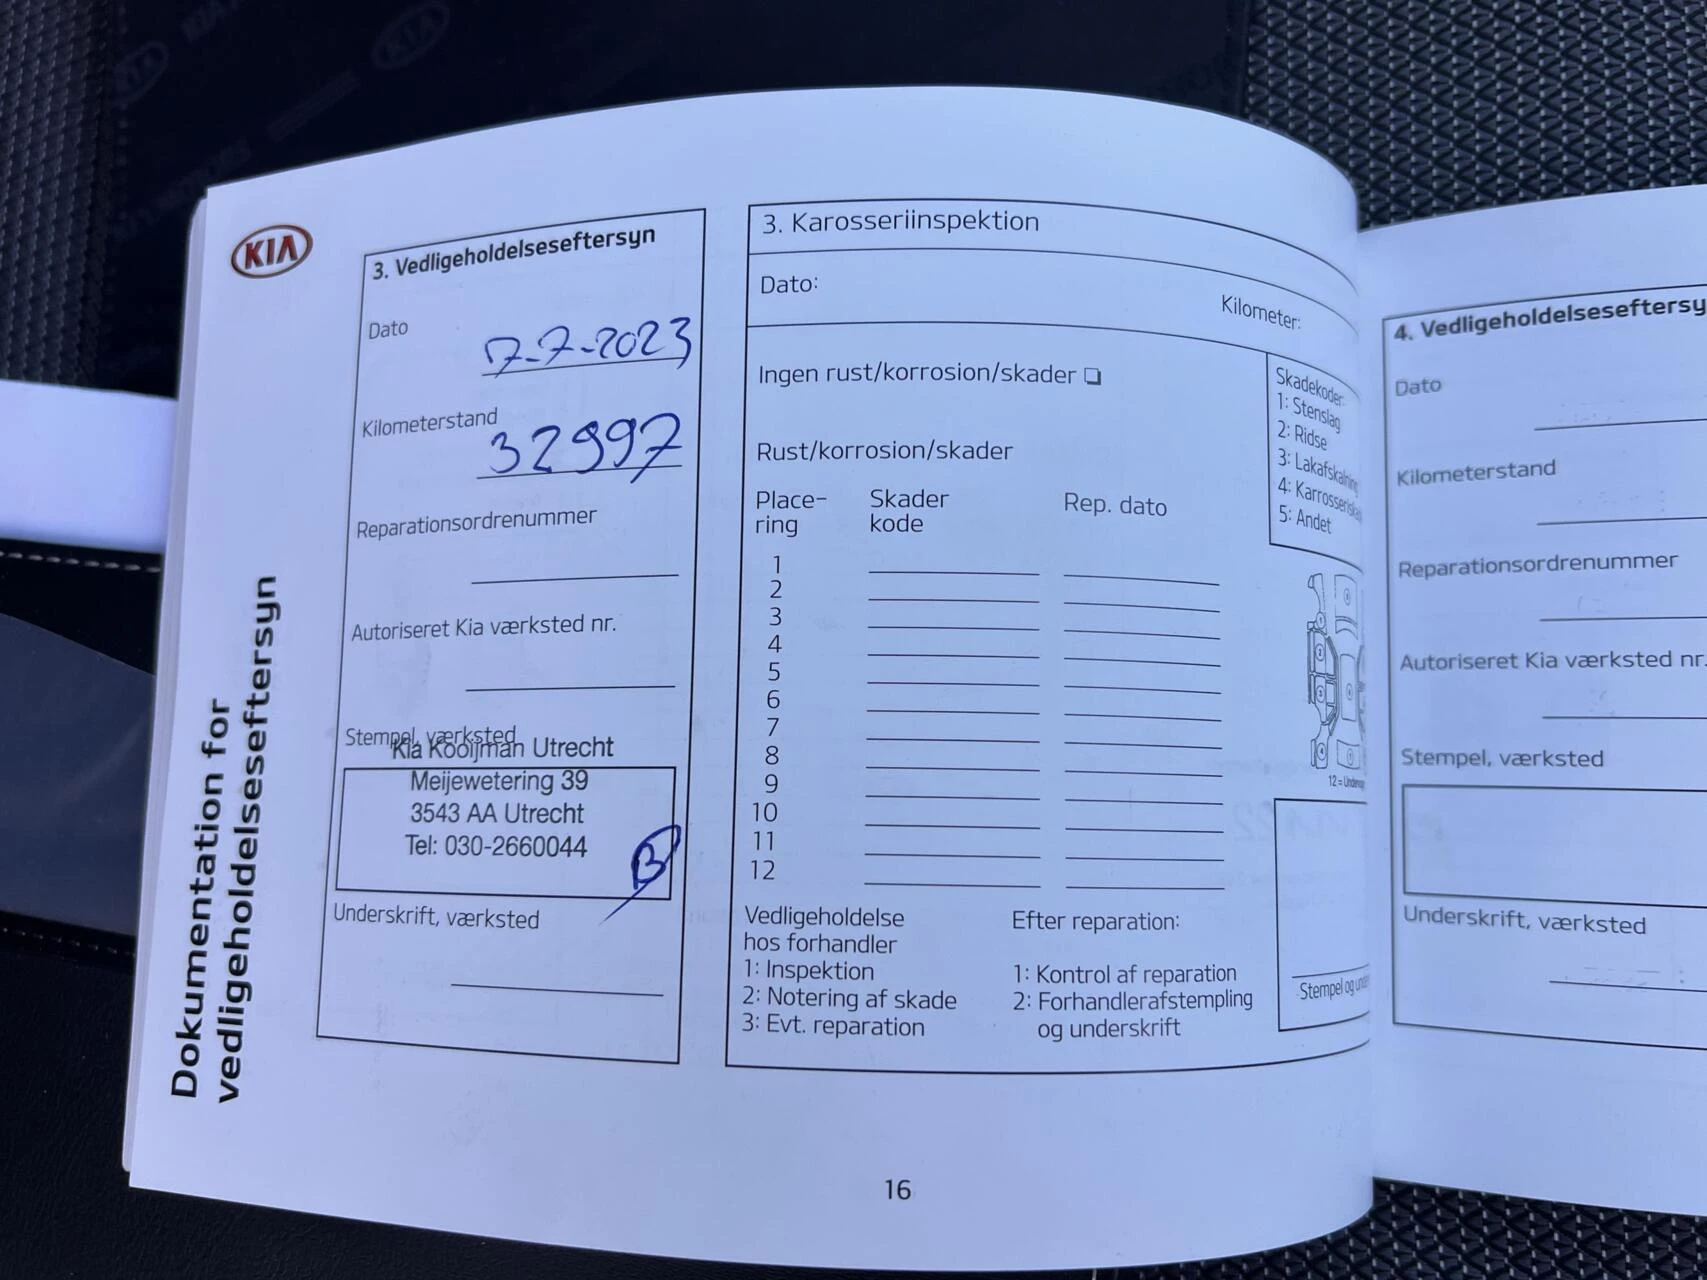 KIA
Dokumentation for
vedligeholdelseseftersyn
3. Vedligeholdelseseftersyn
Dato
7-7-2023
Kilometerstand
32997
Reparationsordrenummer
Autoriseret Kia værksted nr.
Stempel, værksted
Kia Kooijman Utrecht
Meijewetering 39
3543 AA Utrecht
Tel: 030-2660044
Underskrift, værksted
3. Karosseriinspektion
Dato:
Kilometer:
Ingen rust/korrosion/skader
Skadekoder:
1: Stenslag
2: Ridse
3: Lakafskalning
4:
5: Andet
Rust/korrosion/skader
Place-
ring
Skader
kode
Rep. dato
1
2
3
4
5
6
7
8
9
10
11
12
Vedligeholdelse
hos forhandler
1: Inspektion
2: Notering af skade
3: Evt. reparation
Efter reparation:
1: Kontrol af reparation
2: Forhandlerafstempling
og underskrift
Stempel og
16
4. Vedligeholdelseseftersy
Dato
Kilometerstand
Reparationsordrenummer
Autoriseret Kia værksted nr.
Stempel, værksted
Underskrift, værksted